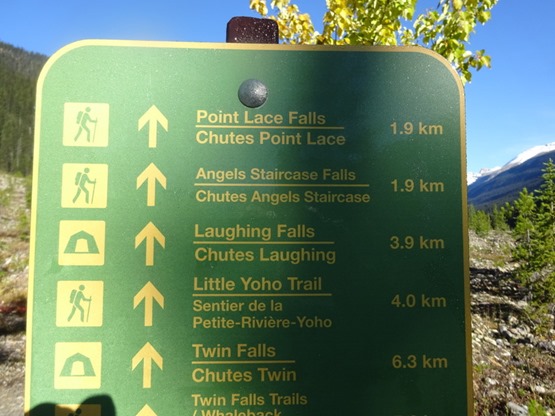 Point Lace Falls
Chutes Point Lace
1.9 km
Angels Staircase Falls
Chutes Angels Staircase
1.9 km
Laughing Falls
Chutes Laughing
3.9 km
Little Yoho Trail
Sentier de la
Petite-Rivière-Yoho
4.0 km
Twin Falls
Chutes Twin
6.3 km
Twin Falls Trails
/ Whaleback